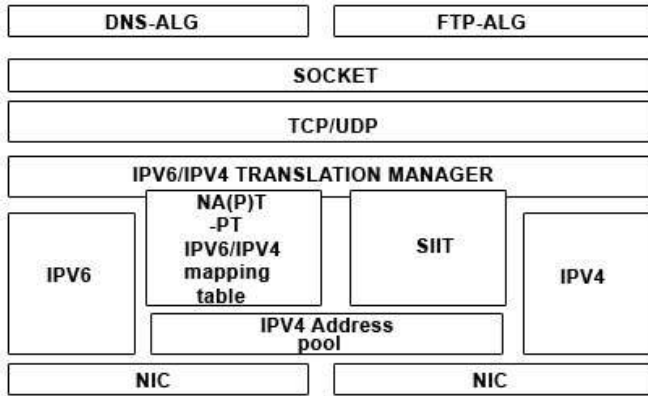 DNS-ALG
FTP-ALG
SOCKET
TCP/UDP
IPV6/IPV4 TRANSLATION MANAGER
IPV6
NA(P)T
-PT
IPV6/IPV4
mapping
table
SIIT
IPV4
IPV4 Address
pool
NIC
NIC